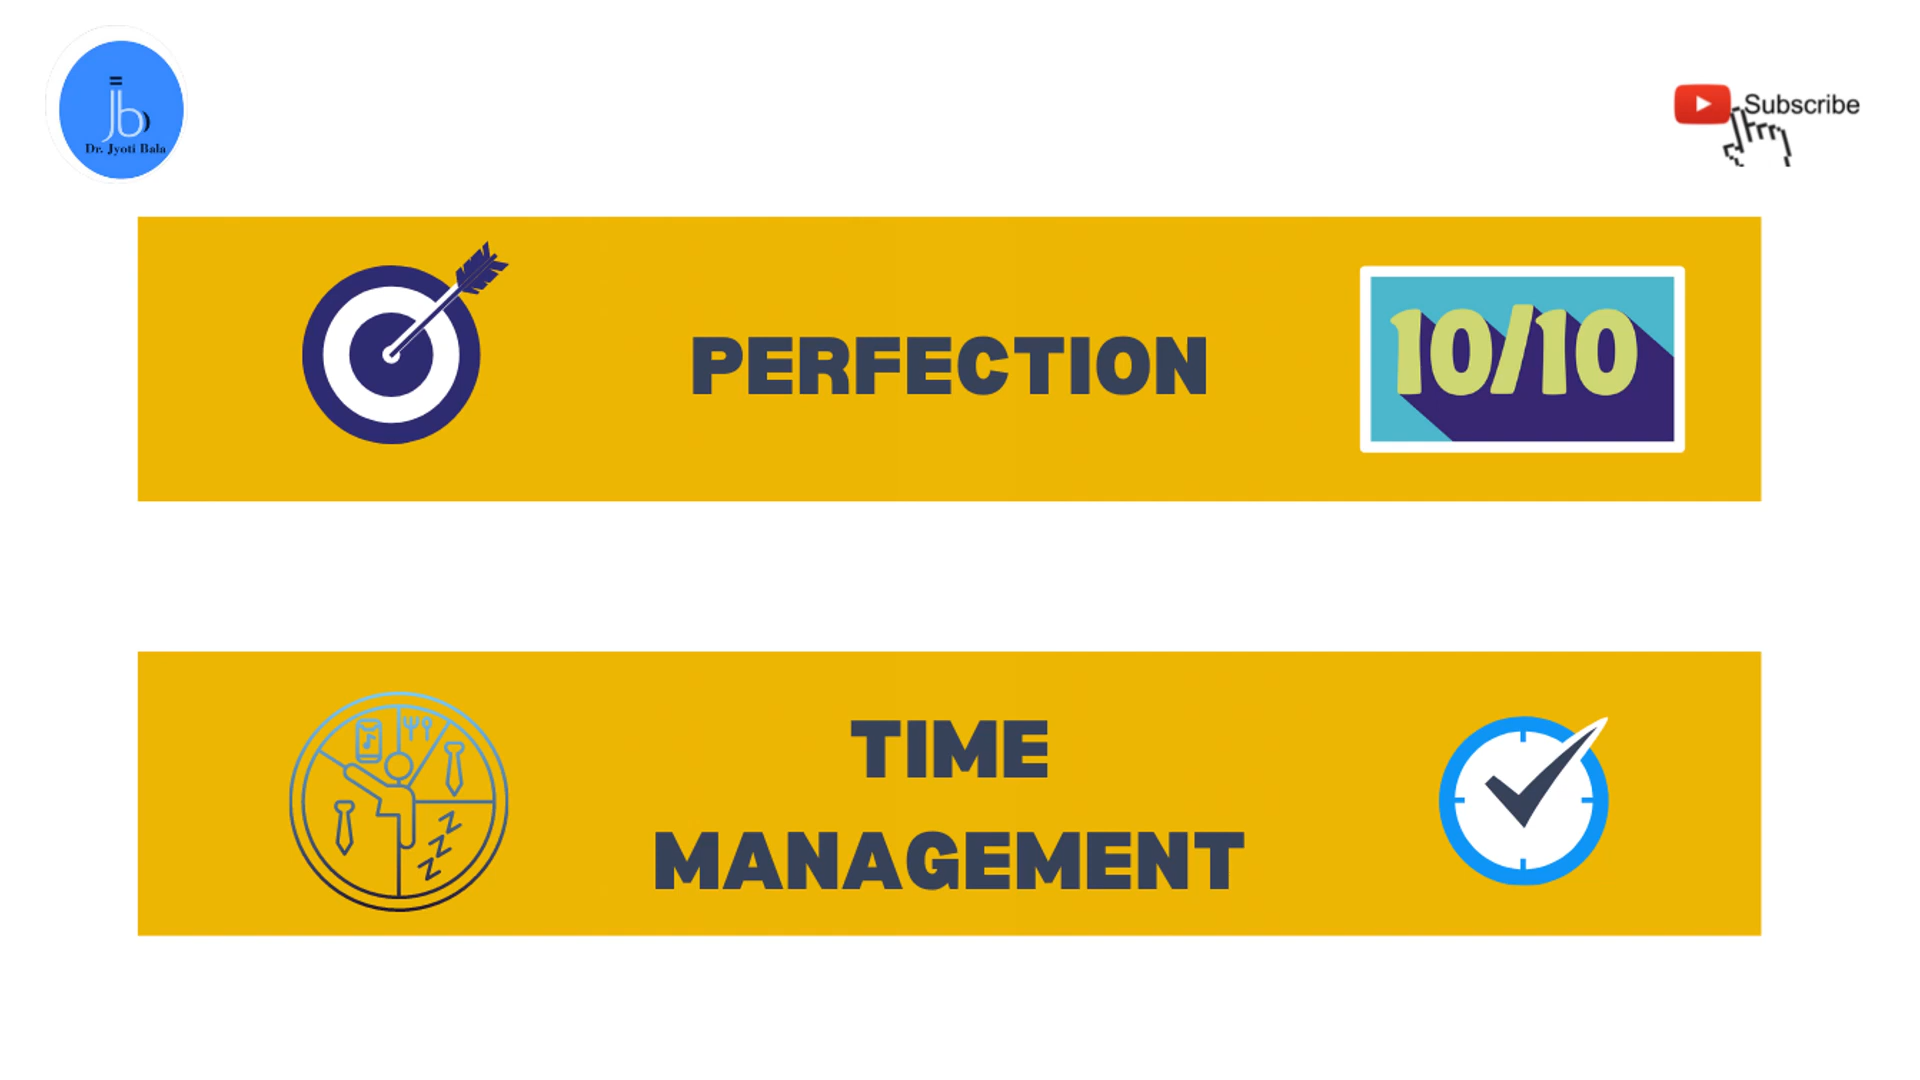 Dr. Jyoti Bala
Subscribe
PERFECTION
10/10
TIME
MANAGEMENT